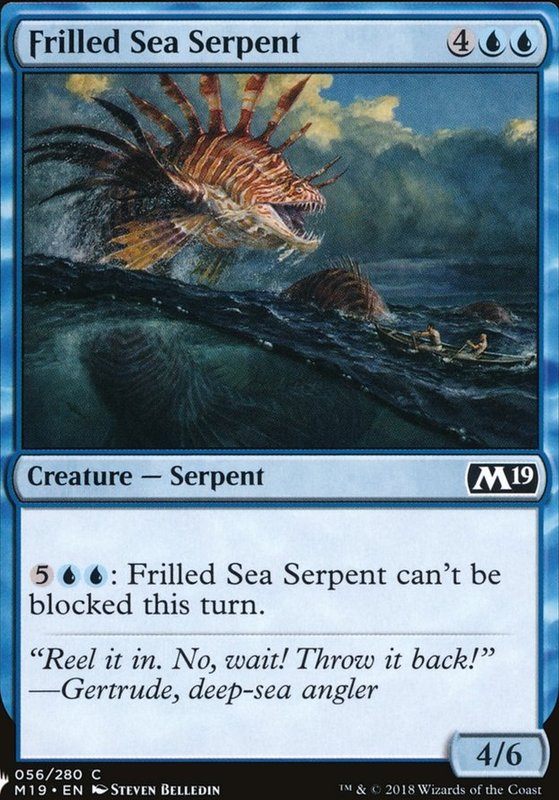 Frilled Sea Serpent 4
Creature — Serpent M19
5: Frilled Sea Serpent can't be
blocked this turn.
"Reel it in. No, wait! Throw it back!"
—Gertrude, deep-sea angler
4/6
056/280 C
M19 • EN Steven Belledin ™ & © 2018 Wizards of the Coast